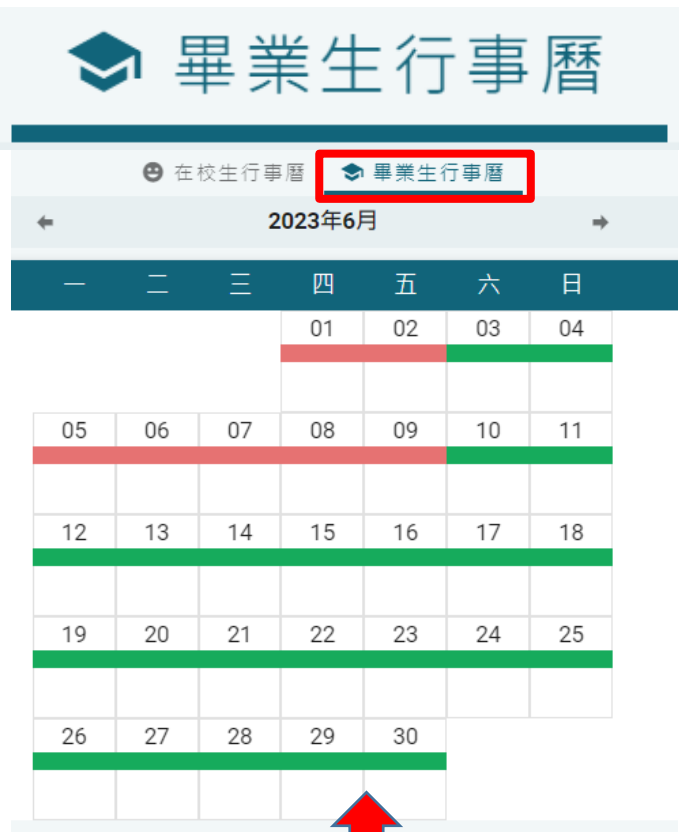 畢業生行事曆
在校生行事曆 畢業生行事曆
2023年6月
一 二 三 四 五 六 日
01 02 03 04
05 06 07 08 09 10 11
12 13 14 15 16 17 18
19 20 21 22 23 24 25
26 27 28 29 30